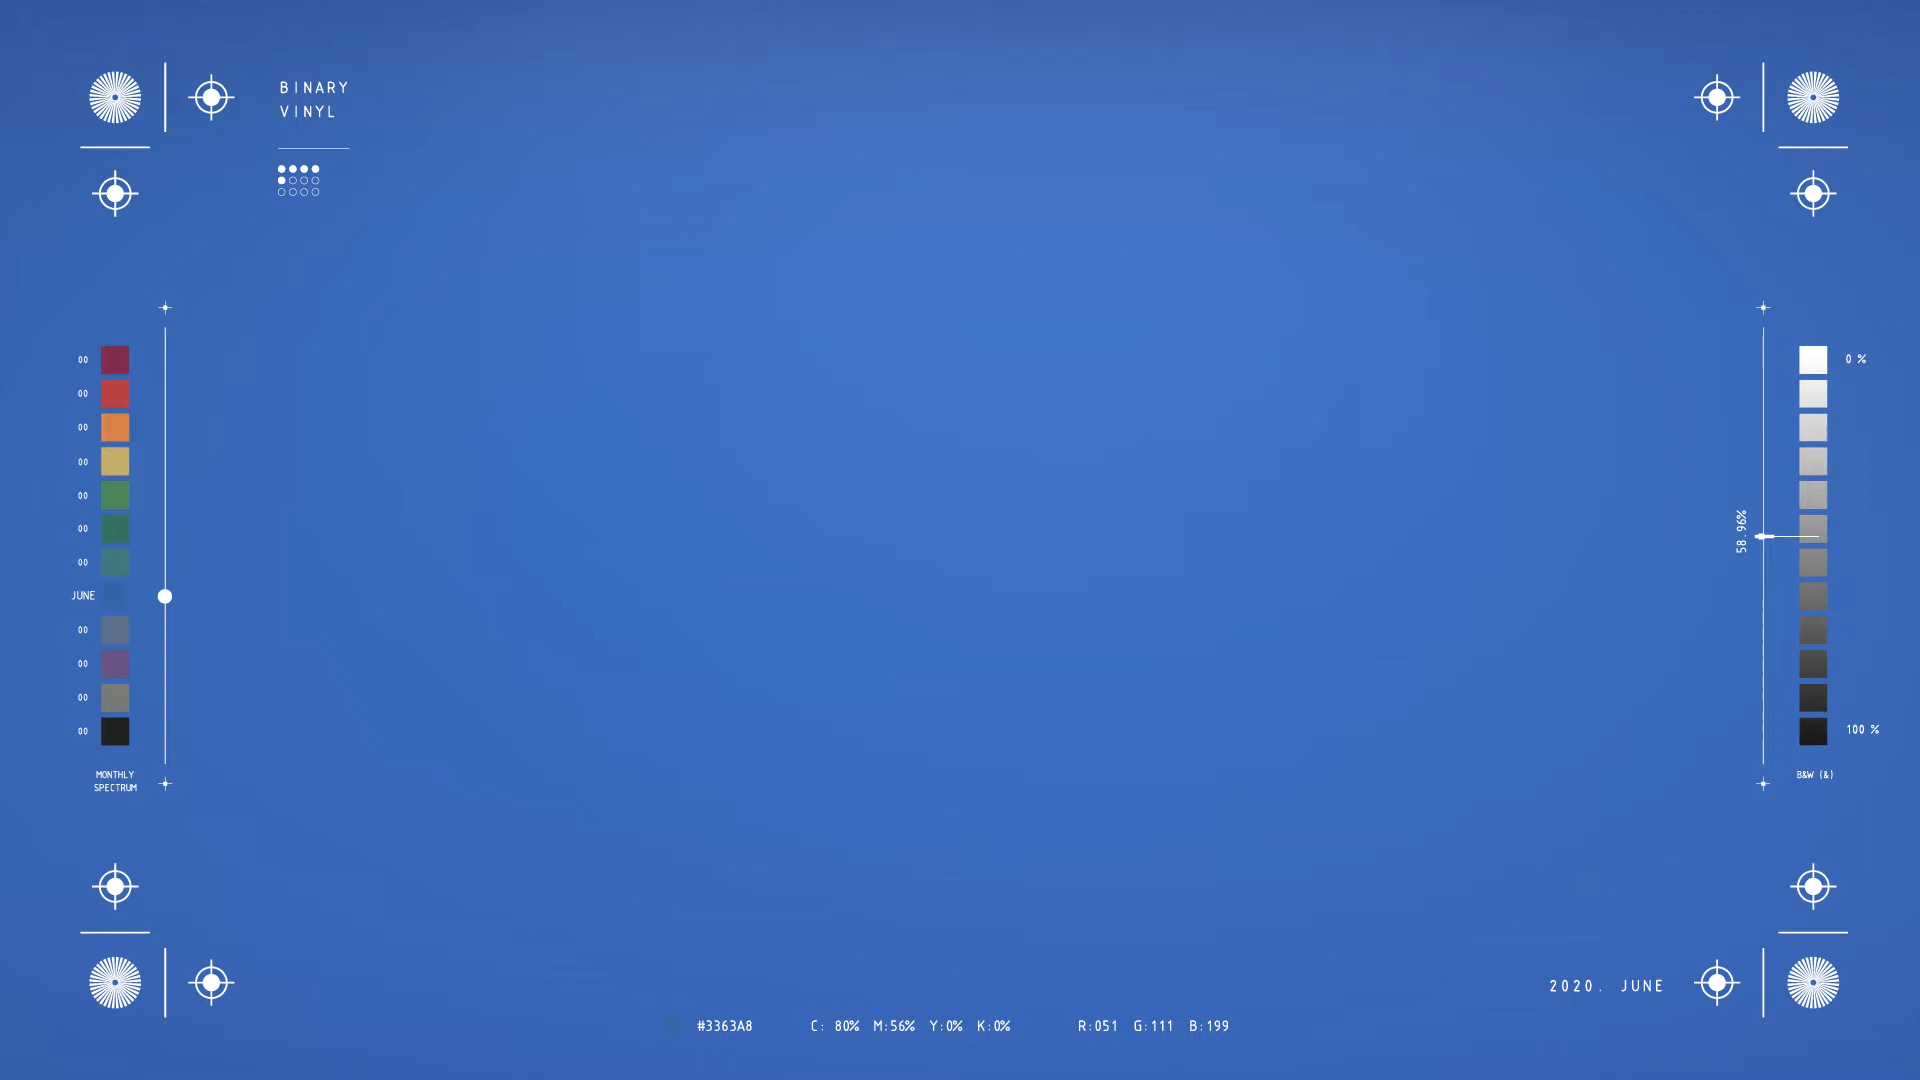 BINARY
VINYL
00
00
00
00
00
00
00
JUNE
00
00
00
00
MONTHLY
SPECTRUM
0 %
58.96%
100 %
B&W (&)
2020. JUNE
#3363A8 C: 80% M:56% Y:0% K:0% R:051 G:111 B:199